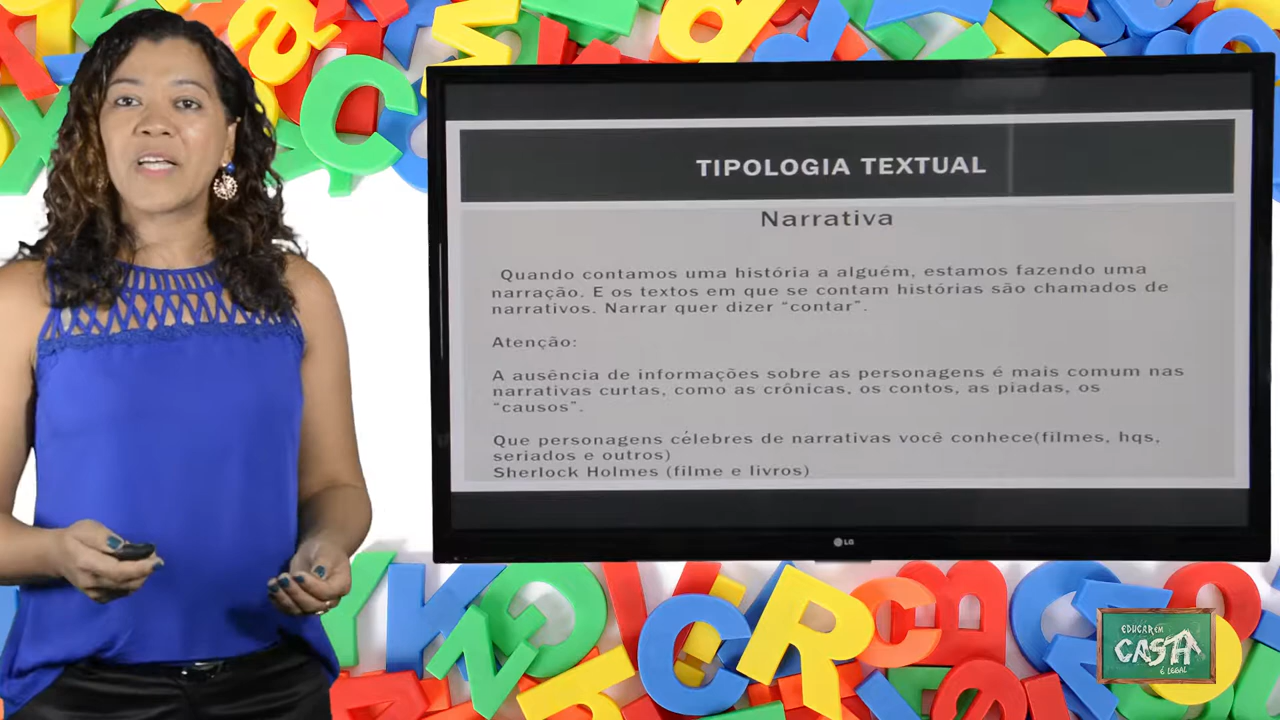 TIPOLOGIA TEXTUAL
Narrativa
Quando contamos uma história a alguém, estamos fazendo uma
narração. E os textos em que se contam histórias são chamados de
narrativos. Narrar quer dizer “contar”.
Atenção:
A ausência de informações sobre as personagens é mais comum nas
narrativas curtas, como as crônicas, os contos, as piadas, os
“causos”.
Que personagens célebres de narrativas você conhece(filmes, hqs,
seriados e outros)
Sherlock Holmes (filme e livros)
LG
EDUCAR EM
CASA
É LEGAL